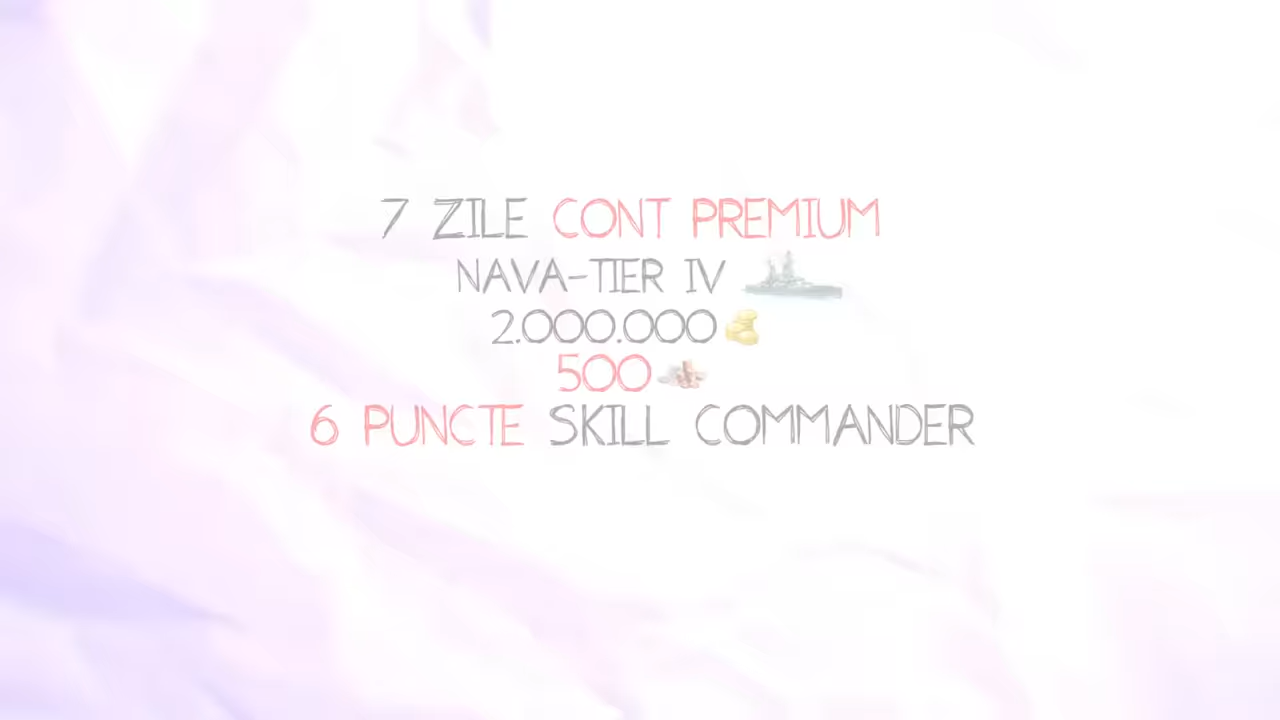 7 ZILE CONT PREMIUM
NAVA-TIER IV
2.000.000
500
6 PUNCTE SKILL COMMANDER